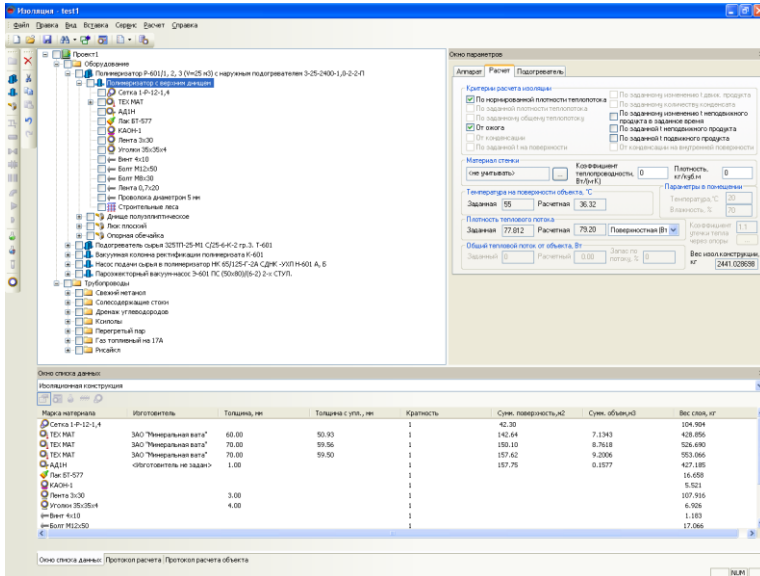 Изоляция - test1
Файл Правка Вид Вставка Сервис Расчет Справка
Проект1
Оборудование
Полимеризатор Р-601/1, 2, 3 (V=25 м3) с наружным подогревателем 3-25-2400-1,0-2-2-П
Полимеризатор с верхним днищем
Сетка 1-Р-12-1,4
ТЕХ МАТ
АД1Н
Лак БТ-577
КАОН-1
Лента 3х30
Уголки 35х35х4
Винт 4х10
Болт М12х50
Болт М8х30
Лента 0,7х20
Проволока диаметром 5 мм
Строительные леса
Днище полуэллиптическое
Люк плоский
Опорная обечайка
Подогреватель сырья 325ТП-25-М1 С/25-6-К-2 гр.3. Т-601
Вакуумная колонна ректификации полимеризата К-601
Насос подачи сырья в полимеризатор НК 65/125-Г-2А СДНК -УХЛ Н-601 А, Б
Парозжекторный вакуум-насос Э-601 ПС (50х80)/(6-2) 2-х СТУП.
Трубопроводы
Свежий метанол
Солесодержащие стоки
Дренаж углеводородов
Ксилолы
Перегретый пар
Газ топливный на 17А
Рисайкл
Окно параметров
Аппарат Расчет Подогреватель
Критерии расчета изоляции
По нормированной плотности теплопотока
По заданной плотности теплопотока
По заданному общему теплопотоку
От ожога
От конденсации
По заданной t на поверхности
По заданному изменению t движ. продукта
По заданному количеству конденсата
По заданному изменению t неподвижного продукта в заданное время
По заданной t неподвижного продукта
По заданной t подвижного продукта
От конденсации на внутренней поверхности
Материал стенки
<не учитывать> ... Коэффициент теплопроводности, Вт/(м·К) 0 Плотность, кг/куб.м 0
Температура на поверхности объекта, °С
Заданная 55 Расчетная 36.32
Параметры в помещении
Температура, °С 20
Влажность, % 70
Плотность теплового потока
Заданная 77.812 Расчетная 79.20 Поверхностная (Вт
Коэффициент утечки тепла через опоры 1.1 ...
Общий тепловой поток от объекта, Вт
Заданный 0 Расчетный 0.00 Запас по потоку, % 0
Вес изол.конструкции, кг 2441.028698
Окно списка данных
Изоляционная конструкция
Марка материала Изготовитель Толщина, мм Толщина с упл., мм Кратность Сумм. поверхность,м2 Сумм. объем,м3 Вес слоя, кг
Сетка 1-Р-12-1,4 1 42.30 104.984
ТЕХ МАТ ЗАО "Минеральная вата" 60.00 50.93 1 142.64 7.1343 428.856
ТЕХ МАТ ЗАО "Минеральная вата" 70.00 59.56 1 150.10 8.7618 526.690
ТЕХ МАТ ЗАО "Минеральная вата" 70.00 59.50 1 157.62 9.2006 553.066
АД1Н <Изготовитель не задан> 1.00 1 157.75 0.1577 427.185
Лак БТ-577 1 16.658
КАОН-1 1 5.521
Лента 3х30 3.00 1 107.916
Уголки 35х35х4 4.00 1 6.926
Винт 4х10 1 1.183
Болт М12х50 1 17.066
Окно списка данных Протокол расчета Протокол расчета объекта
NUM